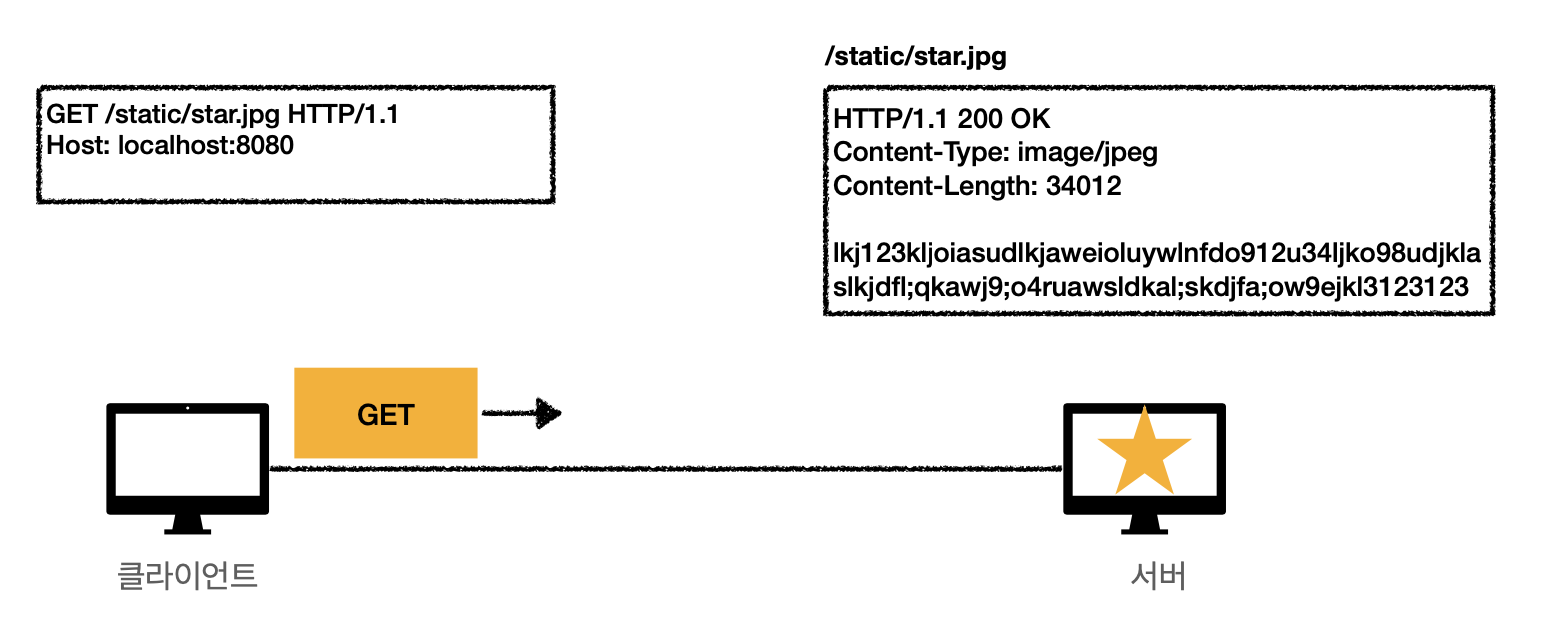 /static/star.jpg
GET /static/star.jpg HTTP/1.1
Host: localhost:8080
HTTP/1.1 200 OK
Content-Type: image/jpeg
Content-Length: 34012
lkj123kljoiasudlkjaweioluywlnfdo912u34ljko98udjkla
slkjdfl;qkawj9;o4ruawsldkal;skdjfa;ow9ejkl3123123
GET
클라이언트
서버